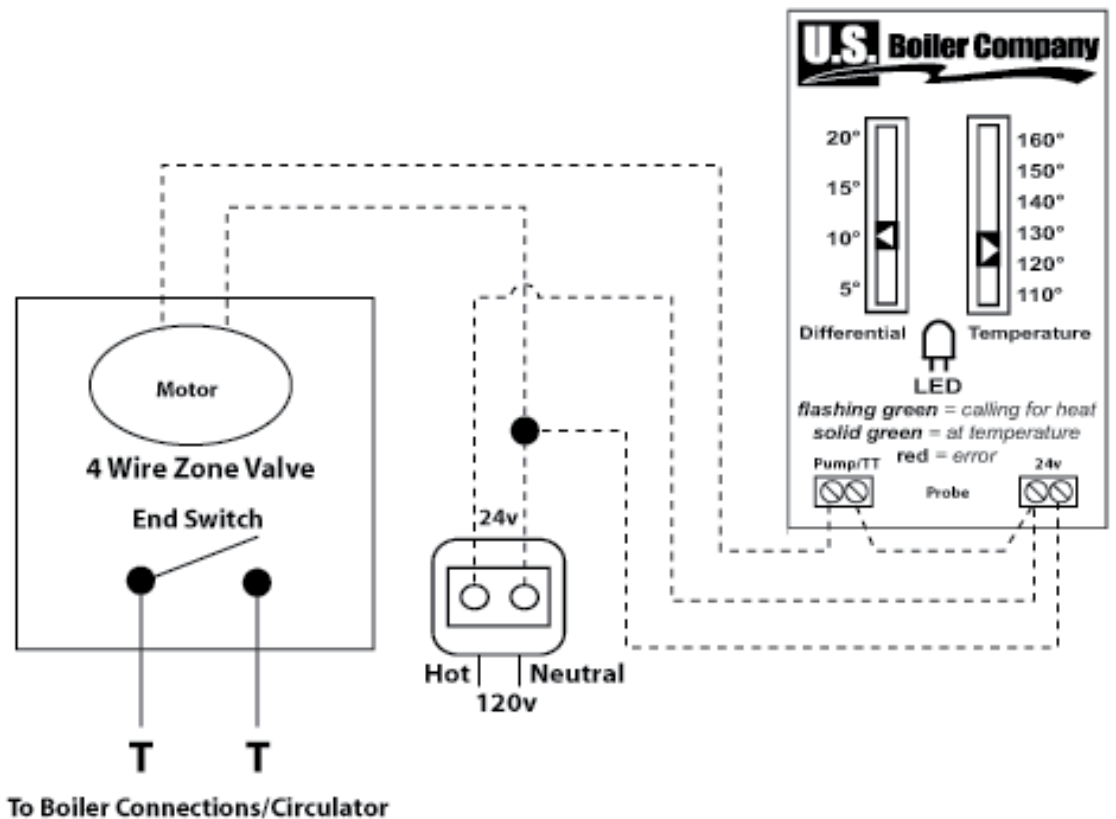 U.S. Boiler Company
20°
15°
10°
5°
160°
150°
140°
130°
120°
110°
Differential
Temperature
LED
flashing green = calling for heat
solid green = at temperature
red = error
Pump/TT
Probe
24v
Motor
4 Wire Zone Valve
End Switch
24v
Hot
Neutral
120v
T
T
To Boiler Connections/Circulator